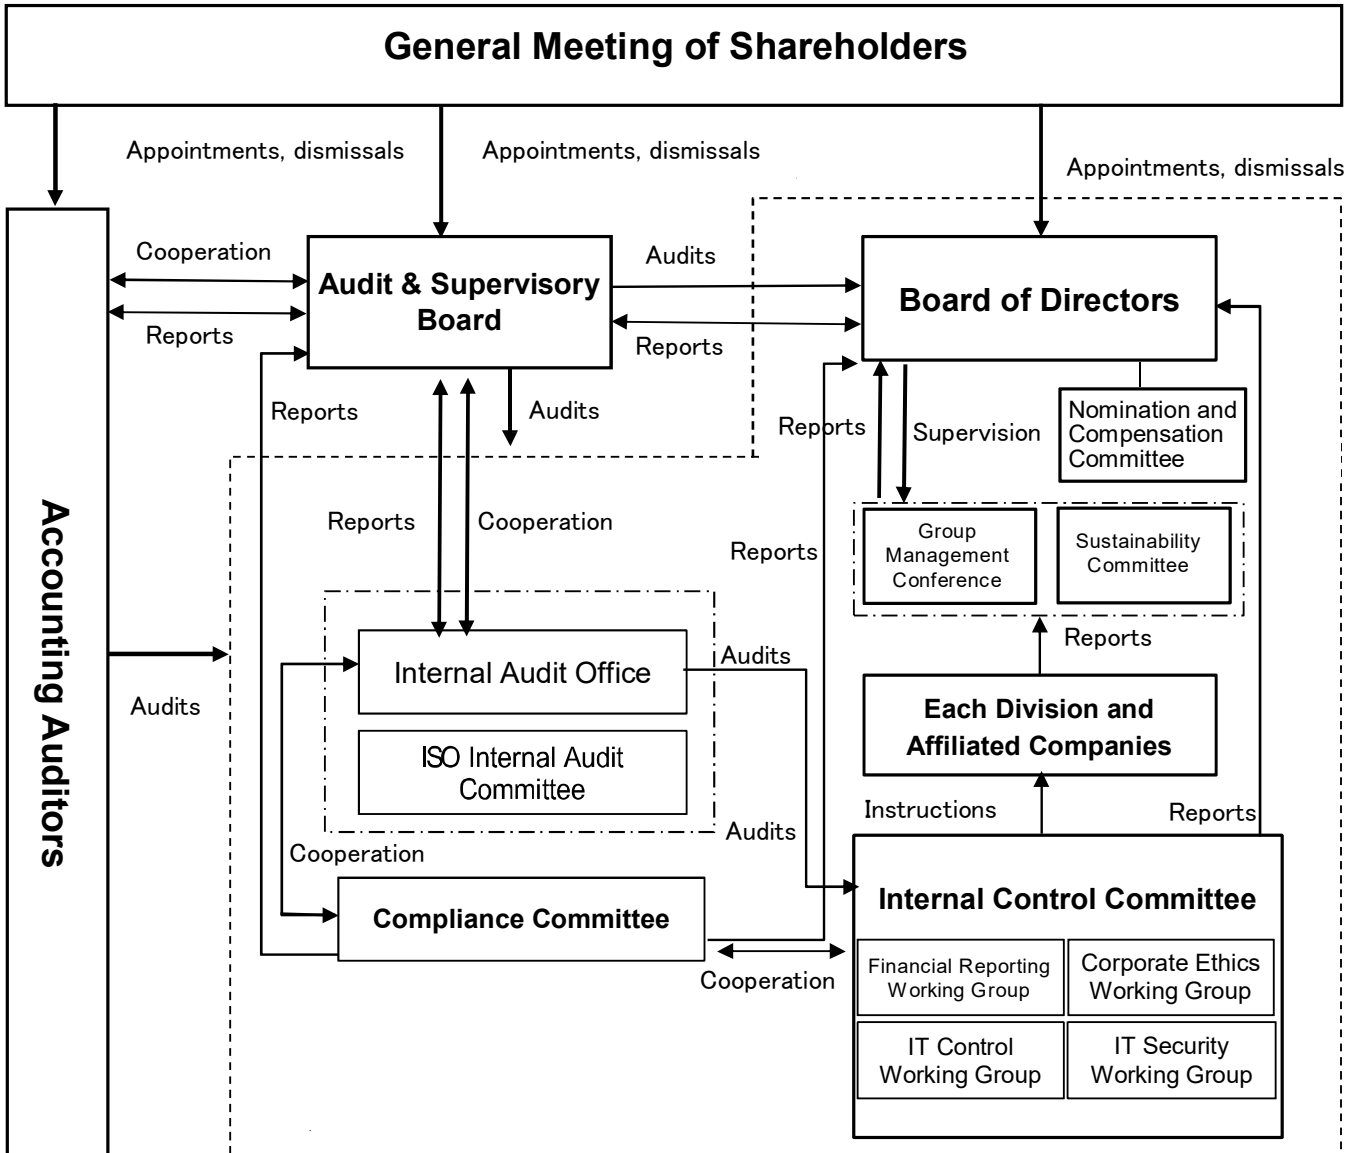 General Meeting of Shareholders
Appointments, dismissals
Appointments, dismissals
Appointments, dismissals
Accounting Auditors
Cooperation
Reports
Audit & Supervisory
Board
Audits
Reports
Board of Directors
Reports
Audits
Reports
Supervision
Nomination and
Compensation
Committee
Reports
Cooperation
Reports
Group
Management
Conference
Sustainability
Committee
Reports
Audits
Internal Audit Office
Audits
ISO Internal Audit
Committee
Each Division and
Affiliated Companies
Instructions
Reports
Audits
Cooperation
Compliance Committee
Cooperation
Internal Control Committee
Financial Reporting
Working Group
Corporate Ethics
Working Group
IT Control
Working Group
IT Security
Working Group